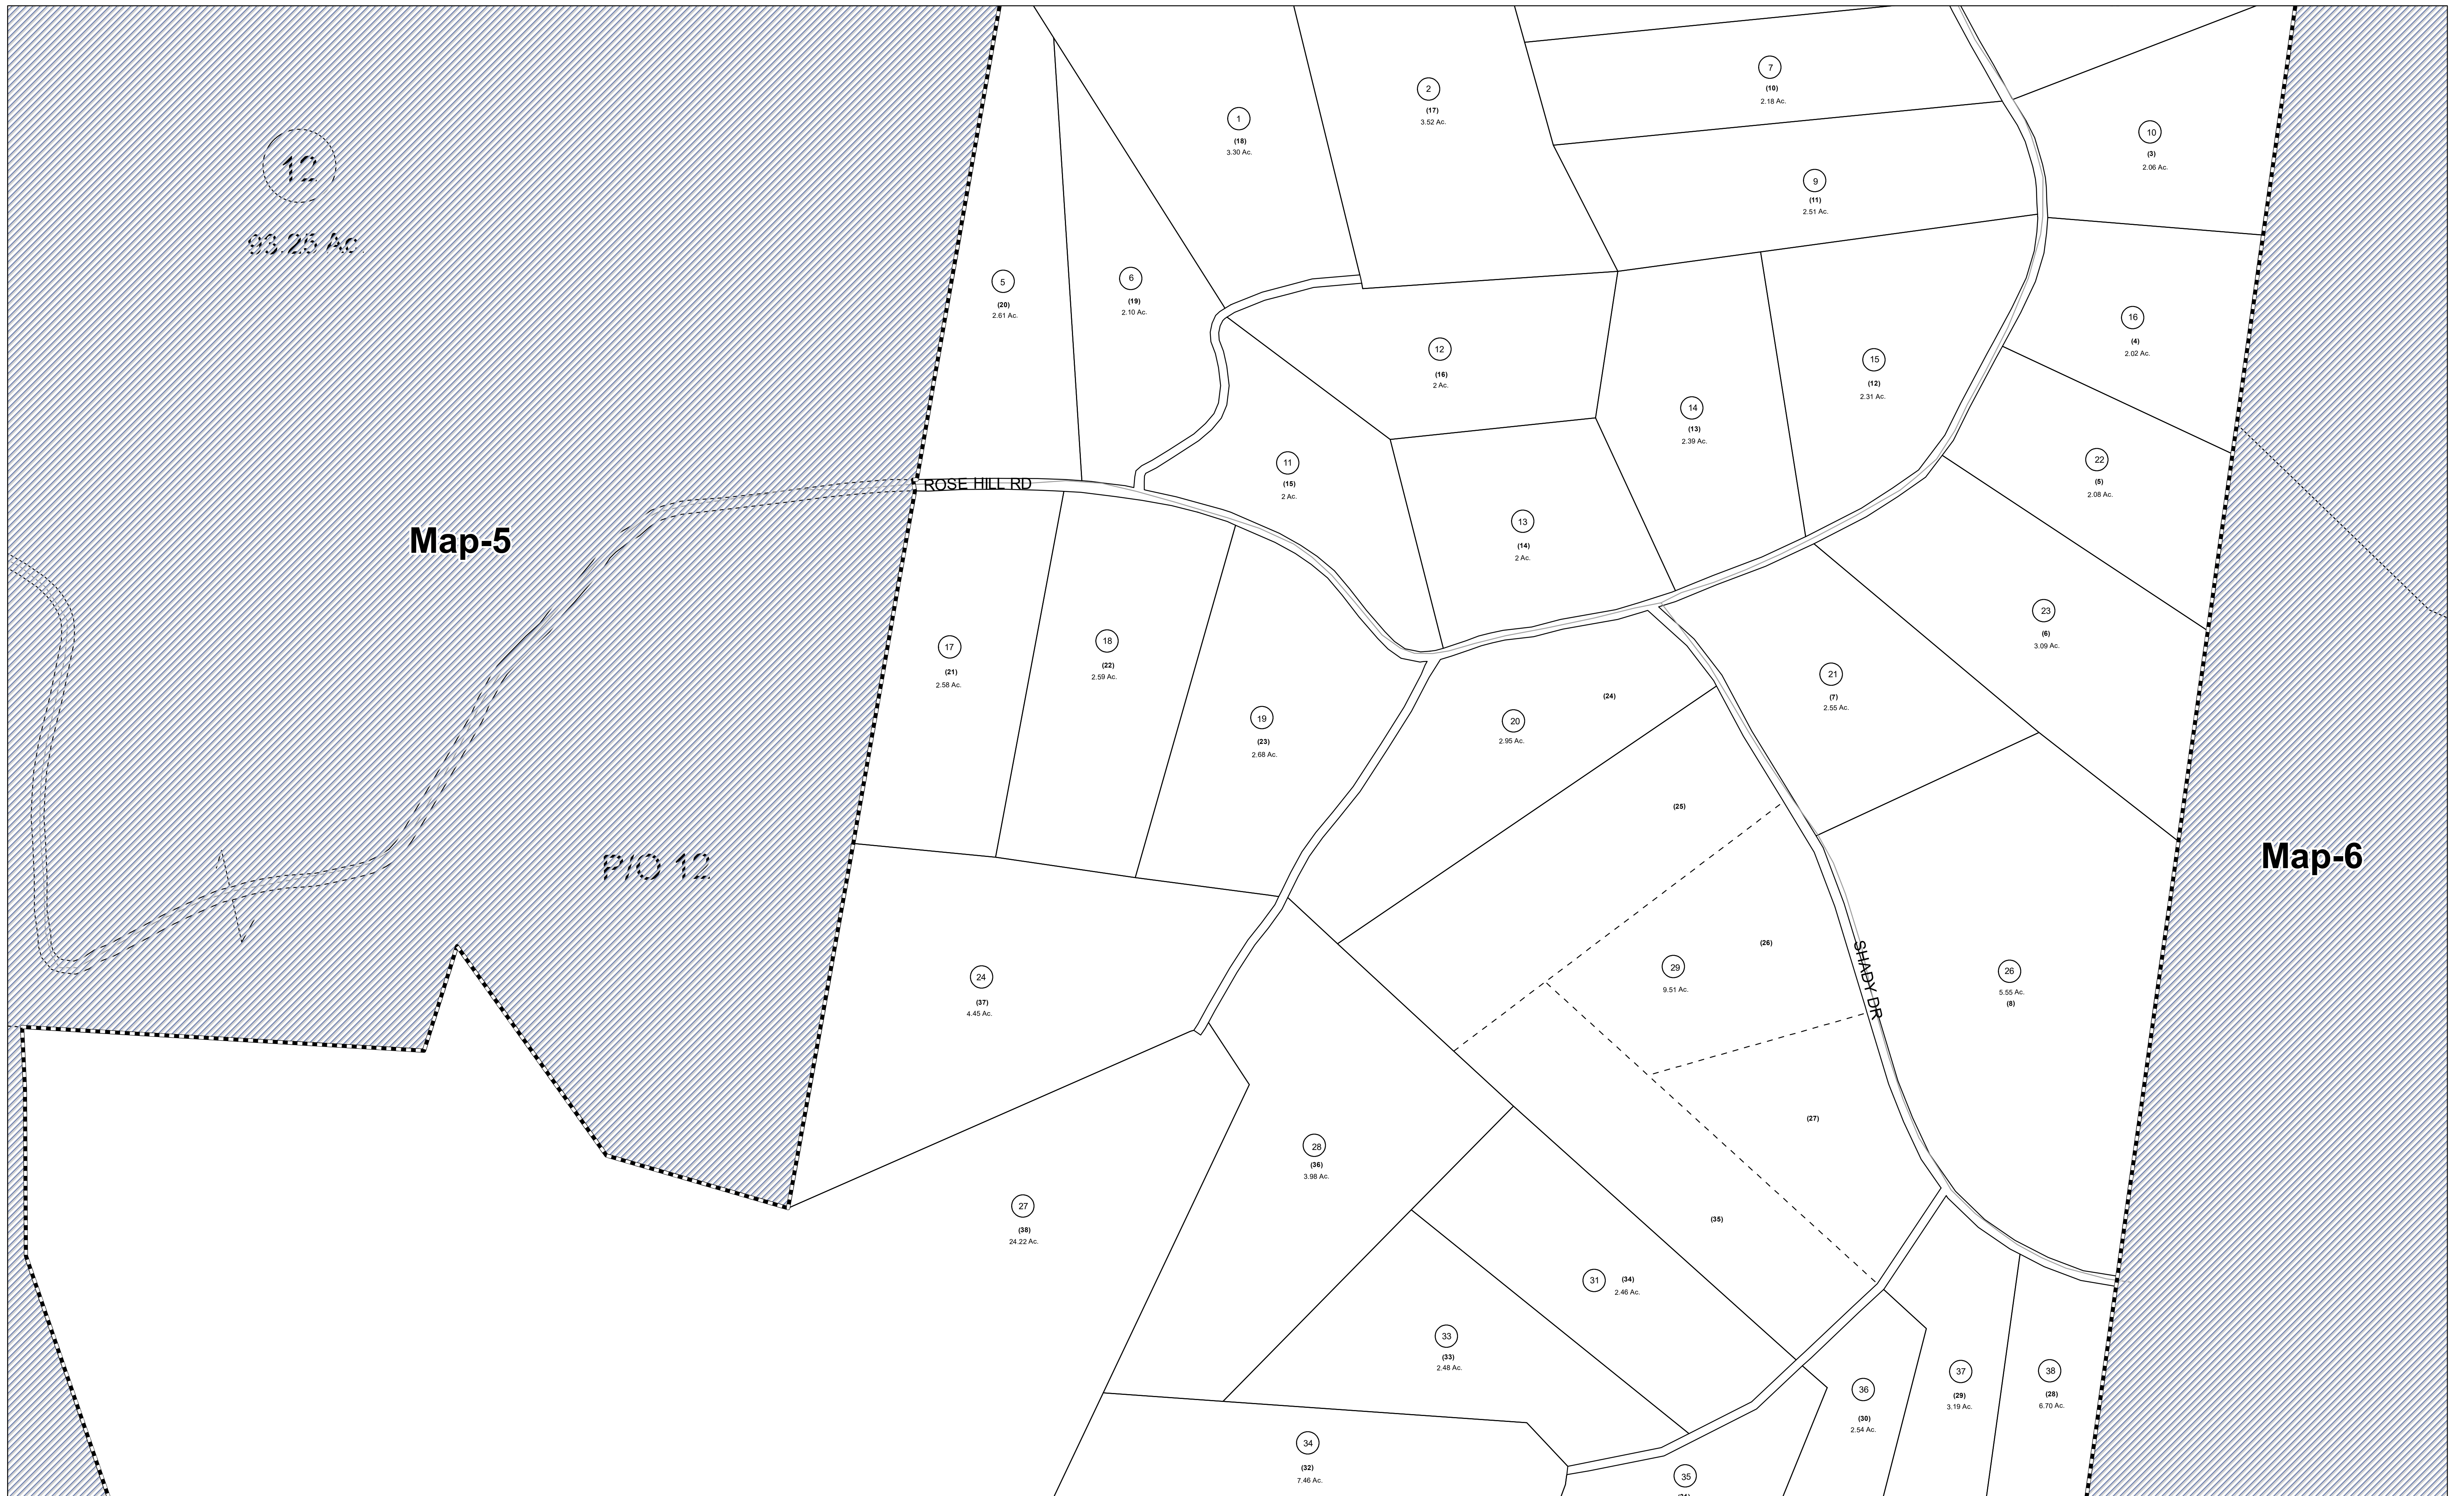 7
(10)
2.18 Ac.
2
(17)
3.52 Ac.
1
(18)
3.30 Ac.
10
(3)
2.06 Ac.
12
93.25 Ac.
9
(11)
2.51 Ac.
5
(20)
2.61 Ac.
6
(19)
2.10 Ac.
16
(4)
2.02 Ac.
12
(16)
2 Ac.
15
(12)
2.31 Ac.
14
(13)
2.39 Ac.
11
(15)
2 Ac.
22
(5)
2.08 Ac.
ROSE HILL RD
Map-5
13
(14)
2 Ac.
23
(6)
3.09 Ac.
17
(21)
2.58 Ac.
18
(22)
2.59 Ac.
21
(7)
2.55 Ac.
19
(23)
2.68 Ac.
(24)
20
2.95 Ac.
(25)
P/O 12
Map-6
(26)
29
9.51 Ac.
SHADY DR
26
5.55 Ac.
(8)
24
(37)
4.45 Ac.
(27)
28
(36)
3.98 Ac.
27
(38)
24.22 Ac.
(35)
31
(34)
2.46 Ac.
33
(33)
2.48 Ac.
36
(30)
2.54 Ac.
37
(29)
3.19 Ac.
38
(28)
6.70 Ac.
34
(32)
7.46 Ac.
35